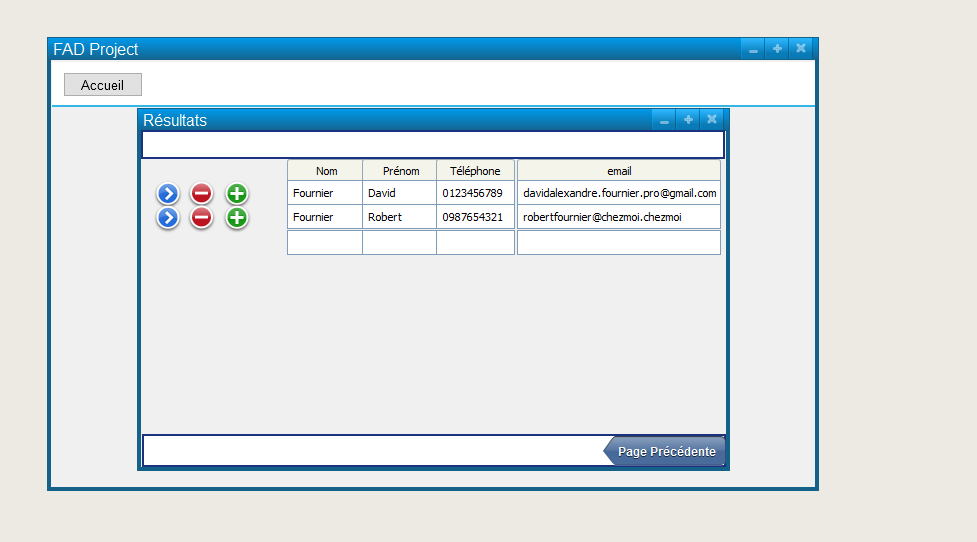 FAD Project
Accueil
Résultats
Nom Prénom Téléphone email
Fournier David 0123456789 davidalexandre.fournier.pro@gmail.com
Fournier Robert 0987654321 robertfournier@chezmoi.chezmoi
Page Précédente